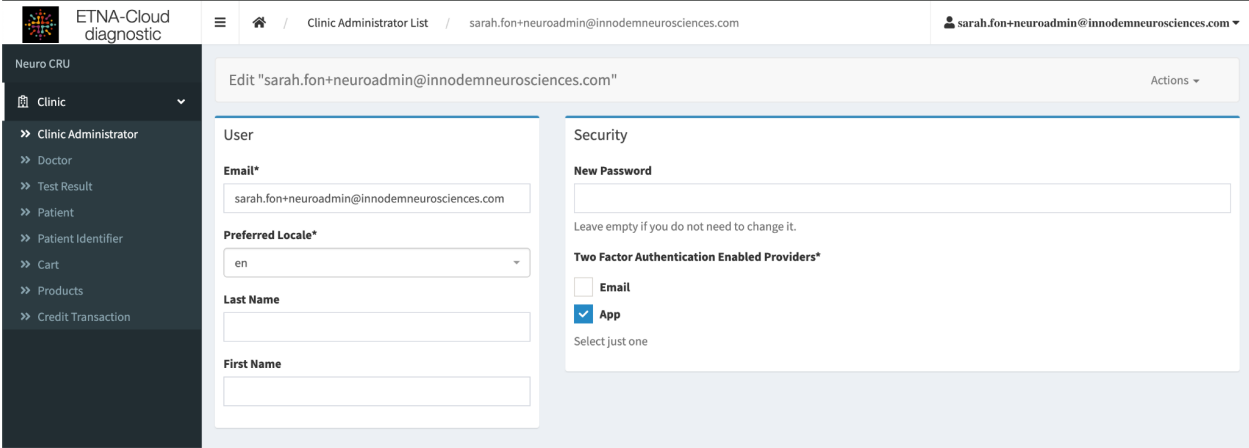 ETNA-Cloud
diagnostic
/ Clinic Administrator List / sarah.fon+neuroadmin@innodemneurosciences.com
sarah.fon+neuroadmin@innodemneurosciences.com
Neuro CRU
Clinic
Clinic Administrator
Doctor
Test Result
Patient
Patient Identifier
Cart
Products
Credit Transaction
Edit "sarah.fon+neuroadmin@innodemneurosciences.com"
Actions
User
Email*
sarah.fon+neuroadmin@innodemneurosciences.com
Preferred Locale*
en
Last Name
First Name
Security
New Password
Leave empty if you do not need to change it.
Two Factor Authentication Enabled Providers*
Email
App
Select just one